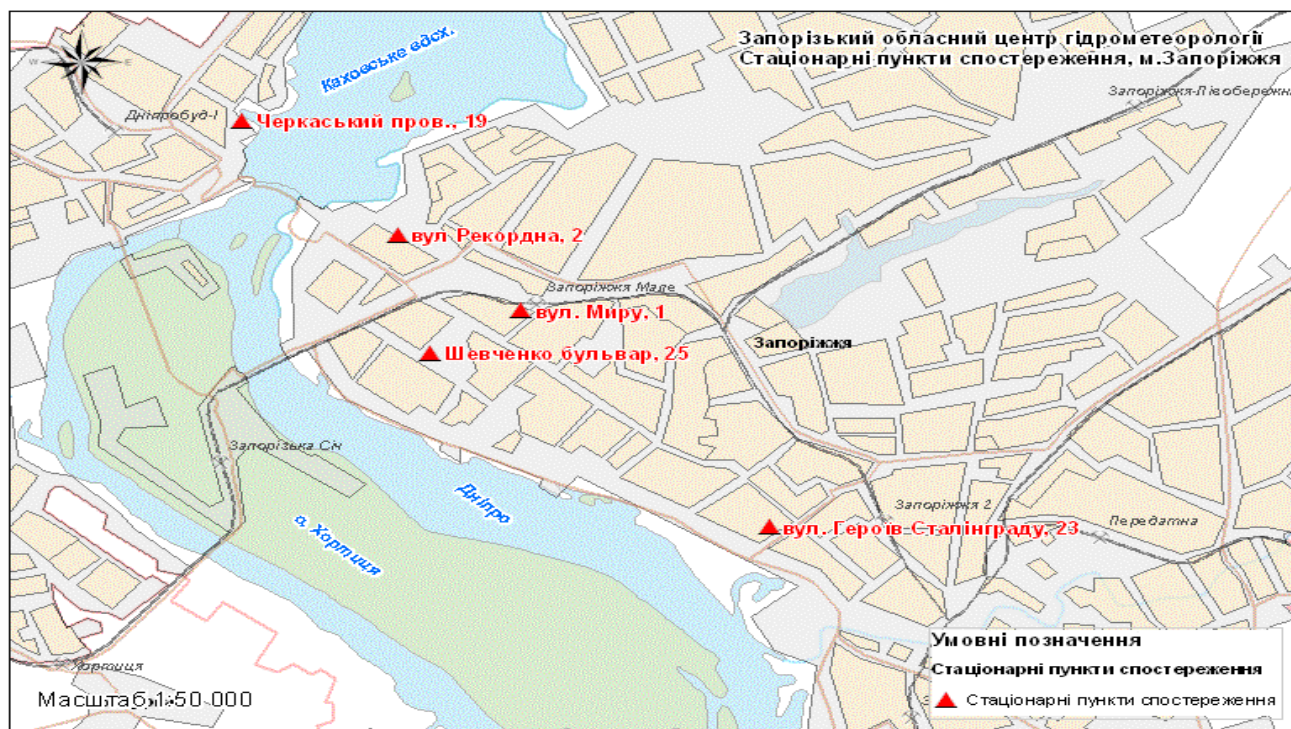 Запорізький обласний центр гідрометеорології
Стаціонарні пункти спостереження, м.Запоріжжя
Каховське вдсх.
W
E
Запоріжжя-Лівобережн
Дніпробуд-І
Черкаський пров., 19
вул Рекордна, 2
Запоріжжя Мале
вул. Миру, 1
Запоріжжя
Шевченко бульвар, 25
Запорізька Січ
Дніпро
о. Хортиця
Запоріжжя 2
Передатна
вул. Героїв Сталінграду, 23
Умовні позначення
Стаціонарні пункти спостереження
Стаціонарні пункти спостереження
Хортиця
Масштаб 1:50 000